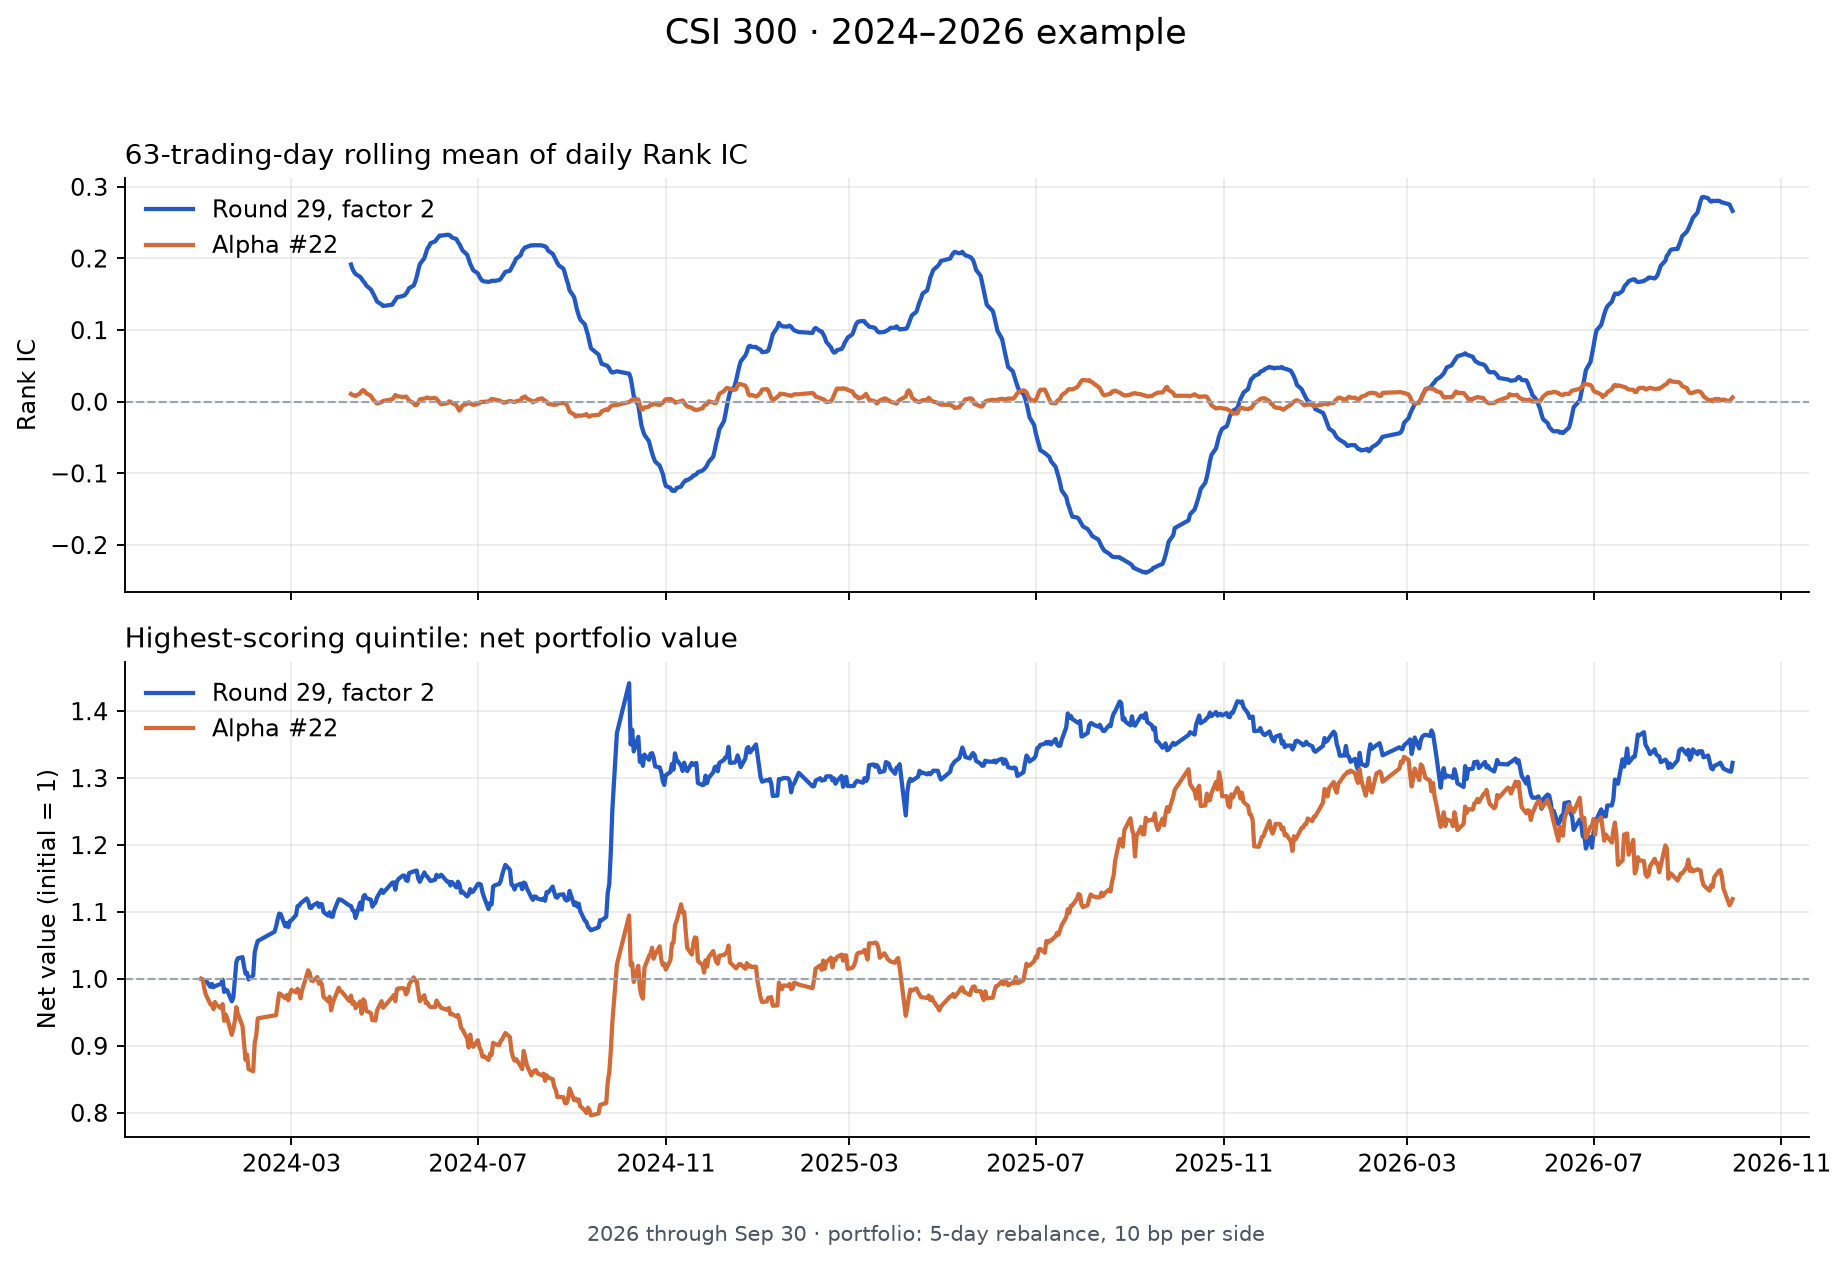 CSI 300 · 2024–2026 example
63-trading-day rolling mean of daily Rank IC
Round 29, factor 2
Alpha #22
Rank IC
0.3
0.2
0.1
0.0
−0.1
−0.2
Highest-scoring quintile: net portfolio value
Round 29, factor 2
Alpha #22
Net value (initial = 1)
1.4
1.3
1.2
1.1
1.0
0.9
0.8
2024-03 2024-07 2024-11 2025-03 2025-07 2025-11 2026-03 2026-07 2026-11
2026 through Sep 30 · portfolio: 5-day rebalance, 10 bp per side